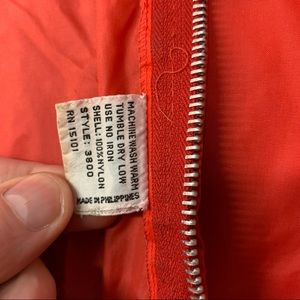 MACHINE WASH WARM
TUMBLE DRY LOW
USE NO IRON
SHELL: 100% NYLON
STYLE: 3800
RN 15101
MADE IN PHILIPPINES